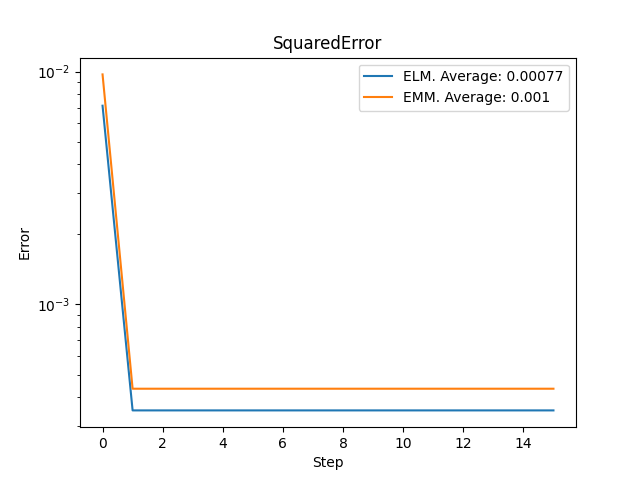 SquaredError
ELM. Average: 0.00077
EMM. Average: 0.001
Error
10⁻²
10⁻³
0 2 4 6 8 10 12 14
Step